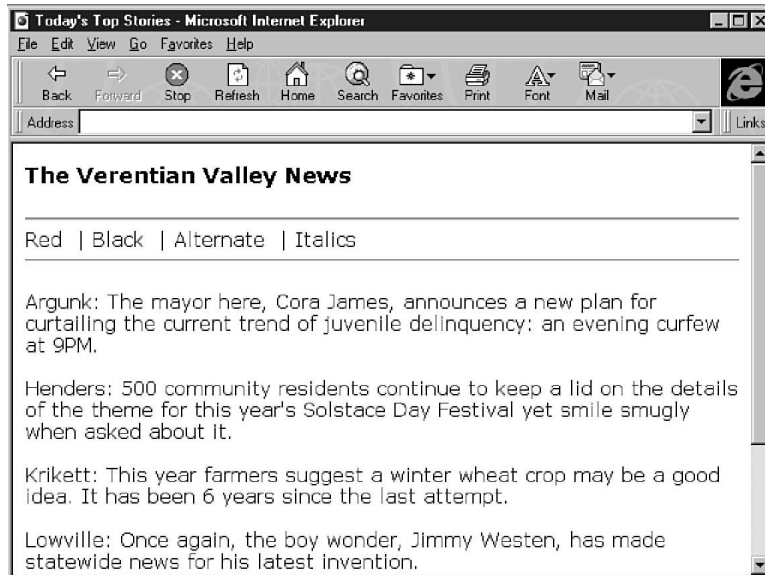 Today's Top Stories - Microsoft Internet Explorer
File Edit View Go Favorites Help
Back Forward Stop Refresh Home Search Favorites Print Font Mail
Address Links
The Verentian Valley News
Red | Black | Alternate | Italics
Argunk: The mayor here, Cora James, announces a new plan for
curtailing the current trend of juvenile delinquency: an evening curfew
at 9PM.
Henders: 500 community residents continue to keep a lid on the details
of the theme for this year's Solstace Day Festival yet smile smugly
when asked about it.
Krikett: This year farmers suggest a winter wheat crop may be a good
idea. It has been 6 years since the last attempt.
Lowville: Once again, the boy wonder, Jimmy Westen, has made
statewide news for his latest invention.